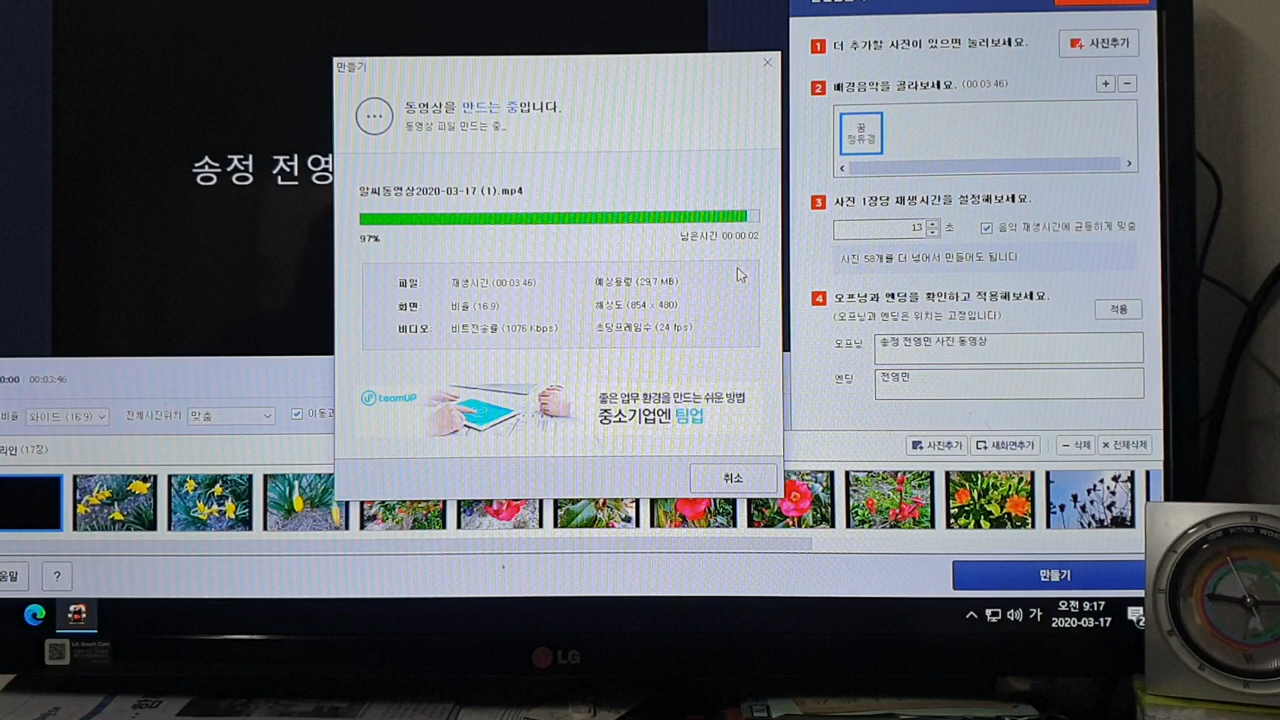 1 더 추가할 사진이 있으면 눌러보세요.
사진추가
2 배경음악을 골라보세요. (00:03:46)
+ −
꿈
정유경
3 사진 1장당 재생시간을 설정해보세요.
13 초
음악 재생시간에 균등하게 맞춤
사진 58개를 더 넣어서 만들어도 됩니다
4 오프닝과 엔딩을 확인하고 적용해보세요.
(오프닝과 엔딩은 위치는 고정입니다)
적용
오프닝 송정 전영민 사진 동영상
엔딩 전영민
만들기
동영상을 만드는 중입니다.
동영상 파일 만드는 중...
송정 전영
알씨동영상2020-03-17 (1).mp4
97%
남은시간 00:00:02
파일: 재생시간 (00:03:46) 예상용량 (29.7 MB)
화면: 비율 (16:9) 해상도 (854 x 480)
비디오: 비트전송률 (1076 Kbps) 초당프레임수 (24 fps)
teamUP
좋은 업무 환경을 만드는 쉬운 방법
중소기업엔 팀업
취소
0:00 00:03:46
비율 와이드 (16:9) 전체사진위치 맞춤 이동
라인 (17장)
사진추가 새화면추가 − 삭제 × 전체삭제
움말 ?
만들기
가
오전 9:17
2020-03-17
2
LG Smart Cam
LG